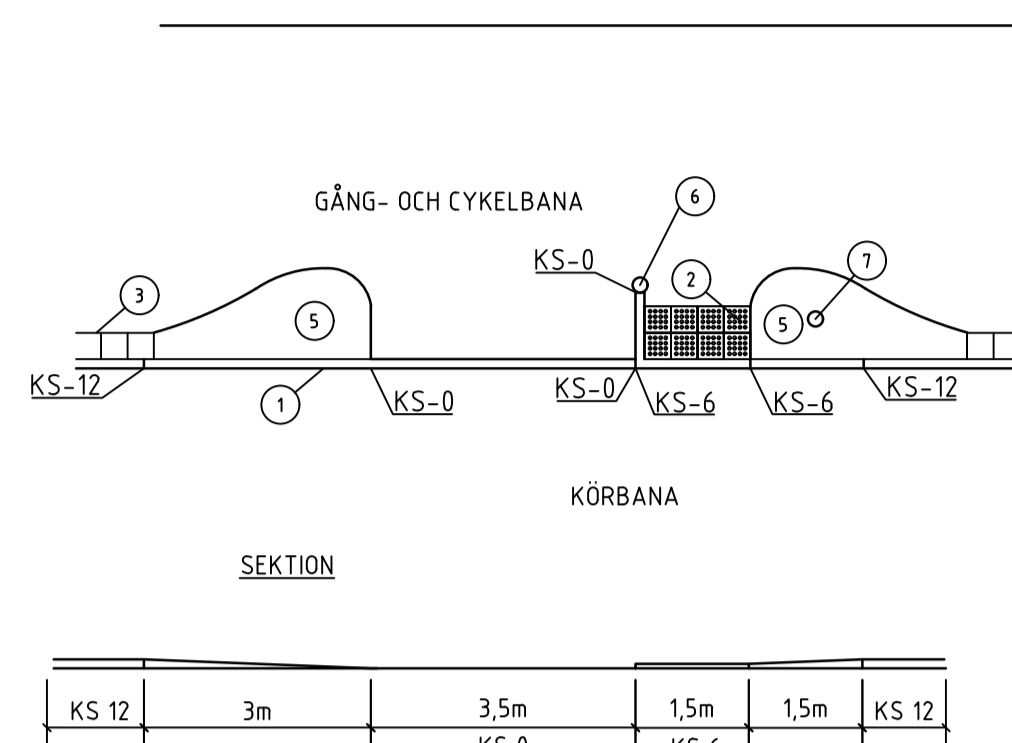 6
GÅNG- OCH CYKELBANA
KS-0
7
2
3
5
5
KS-12
1
KS-0
KS-0
KS-6
KS-6
KS-12
KÖRBANA
SEKTION
KS 12
3m
3,5m
1,5m
1,5m
KS 12
KS-0
KS-6